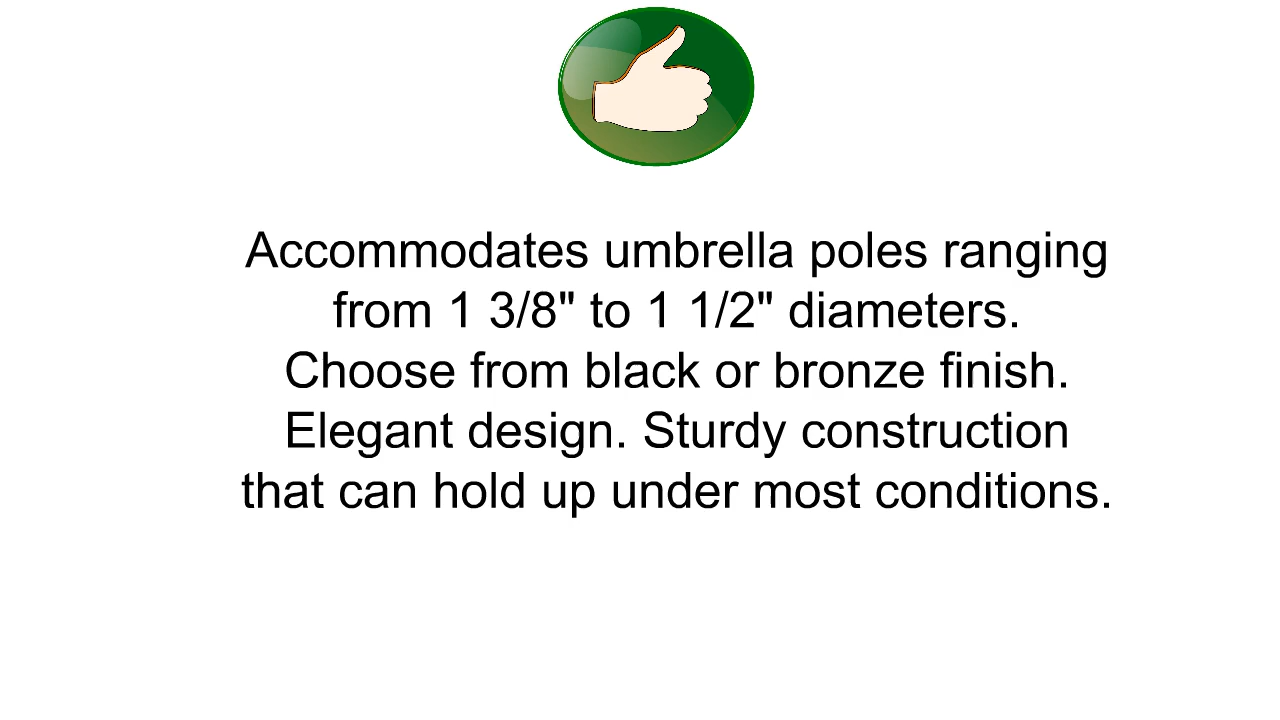 Accommodates umbrella poles ranging
from 1 3/8" to 1 1/2" diameters.
Choose from black or bronze finish.
Elegant design. Sturdy construction
that can hold up under most conditions.